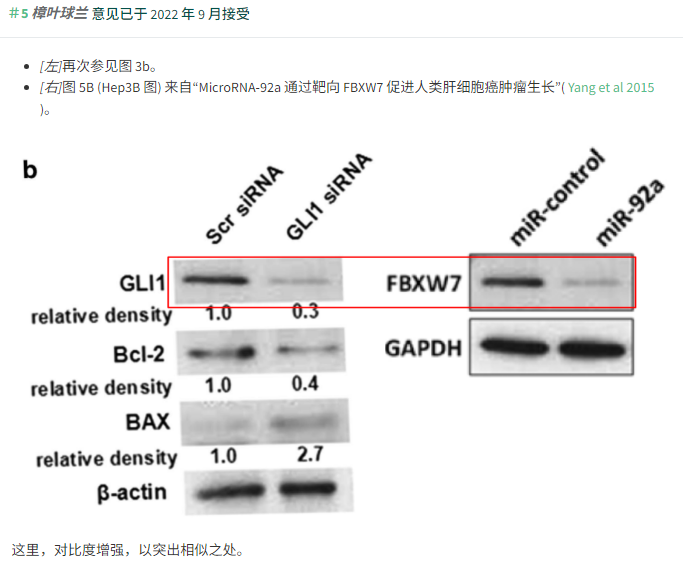 #5 樟叶球兰 意见已于 2022 年 9 月接受
[左]再次参见图 3b。
[右]图 5B (Hep3B 图) 来自“MicroRNA-92a 通过靶向 FBXW7 促进人类肝细胞癌肿瘤生长”( Yang et al 2015
)。
b
Scr siRNA GLI1 siRNA miR-control miR-92a
GLI1 FBXW7
relative density 1.0 0.3
Bcl-2 GAPDH
relative density 1.0 0.4
BAX
relative density 1.0 2.7
β-actin
这里，对比度增强，以突出相似之处。